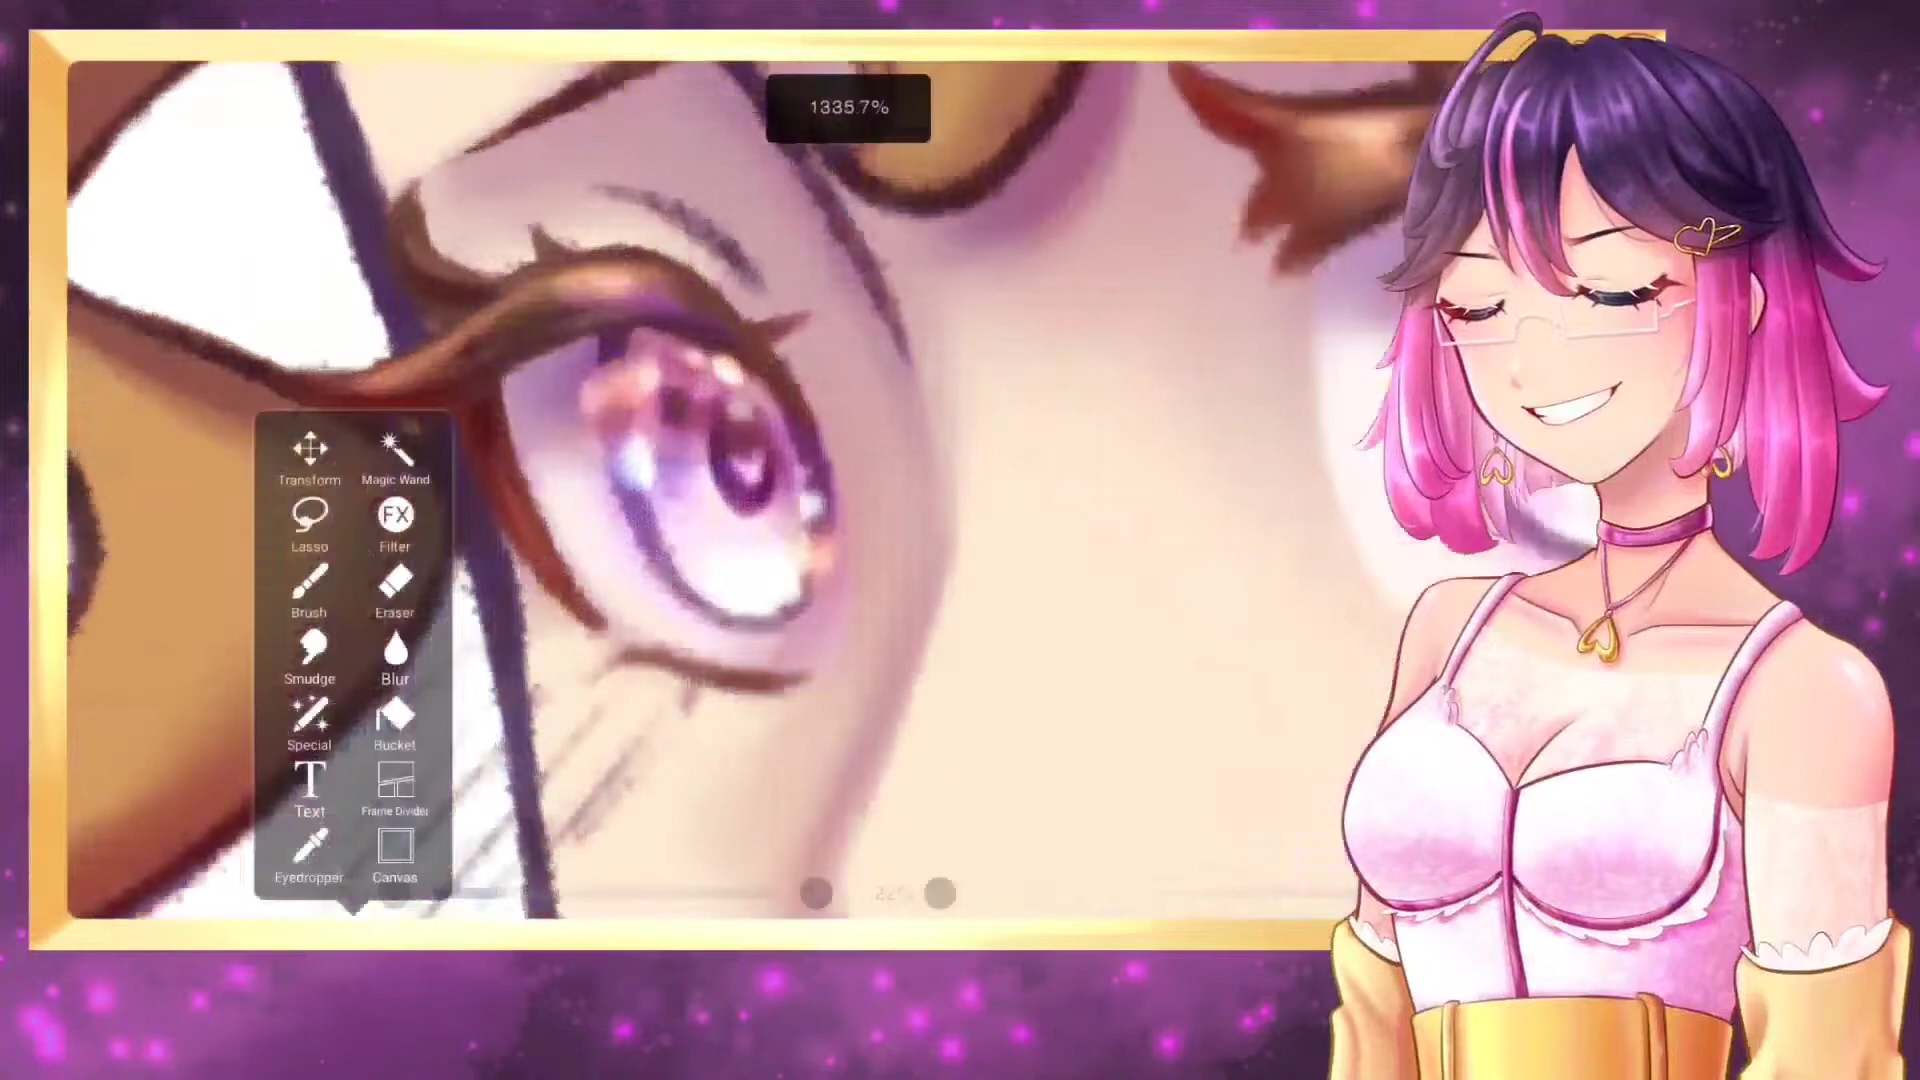 1335.7%
Transform Magic Wand
Lasso Filter
FX
Brush Eraser
Smudge Blur
Special Bucket
T
Text Frame Divider
Eyedropper Canvas